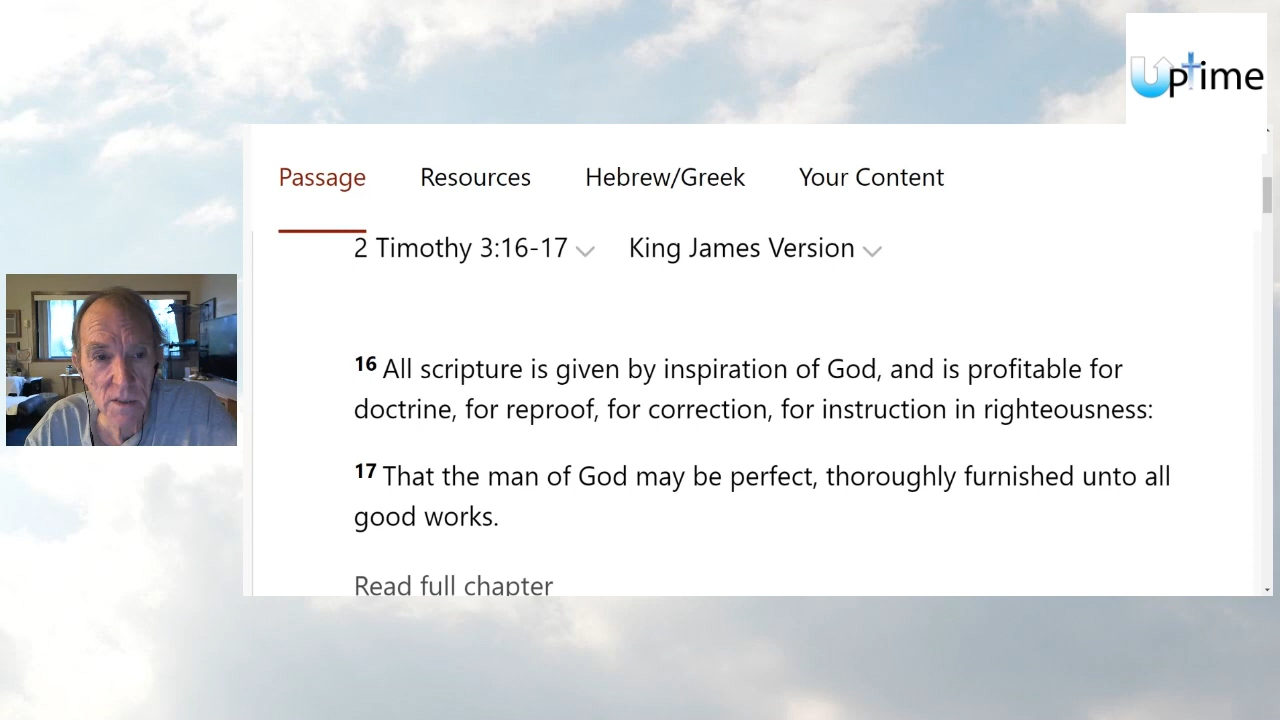 Uptime
Passage Resources Hebrew/Greek Your Content
2 Timothy 3:16-17 King James Version
16 All scripture is given by inspiration of God, and is profitable for
doctrine, for reproof, for correction, for instruction in righteousness:
17 That the man of God may be perfect, thoroughly furnished unto all
good works.
Read full chapter